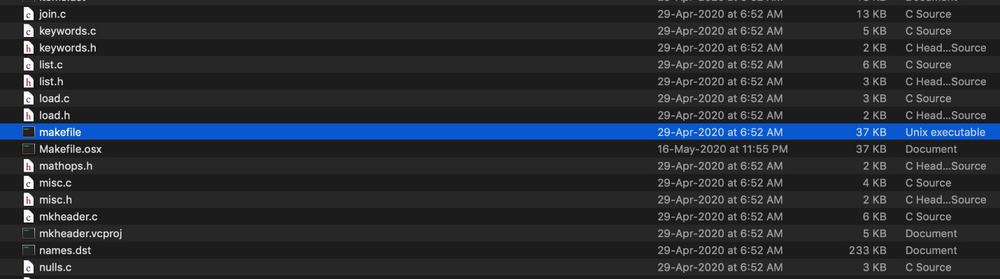 join.c 29-Apr-2020 at 6:52 AM 13 KB C Source
keywords.c 29-Apr-2020 at 6:52 AM 5 KB C Source
keywords.h 29-Apr-2020 at 6:52 AM 2 KB C Head...Source
list.c 29-Apr-2020 at 6:52 AM 6 KB C Source
list.h 29-Apr-2020 at 6:52 AM 3 KB C Head...Source
load.c 29-Apr-2020 at 6:52 AM 3 KB C Source
load.h 29-Apr-2020 at 6:52 AM 2 KB C Head...Source
makefile 29-Apr-2020 at 6:52 AM 37 KB Unix executable
Makefile.osx 16-May-2020 at 11:55 PM 37 KB Document
mathops.h 29-Apr-2020 at 6:52 AM 2 KB C Head...Source
misc.c 29-Apr-2020 at 6:52 AM 4 KB C Source
misc.h 29-Apr-2020 at 6:52 AM 2 KB C Head...Source
mkheader.c 29-Apr-2020 at 6:52 AM 6 KB C Source
mkheader.vcproj 29-Apr-2020 at 6:52 AM 5 KB Document
names.dst 29-Apr-2020 at 6:52 AM 233 KB Document
nulls.c 29-Apr-2020 at 6:52 AM 3 KB C Source